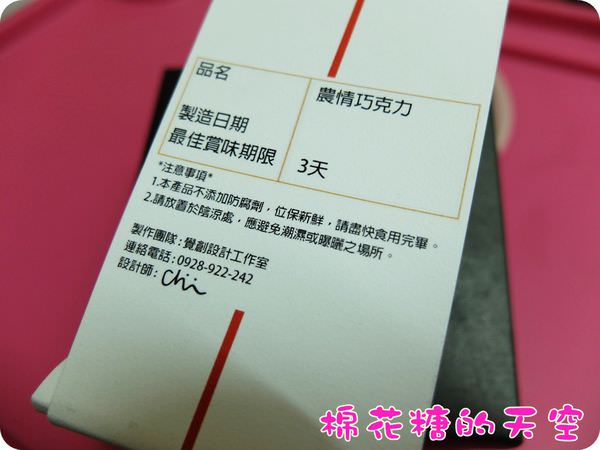 品名 農情巧克力
製造日期
最佳賞味期限 3天
*注意事項*
1.本產品不添加防腐劑，位保新鮮，請盡快食用完畢。
2.請放置於陰涼處，應避免潮濕或曝曬之場所。
製作團隊:覺創設計工作室
連絡電話:0928-922-242
設計師:Chii
棉花糖的天空